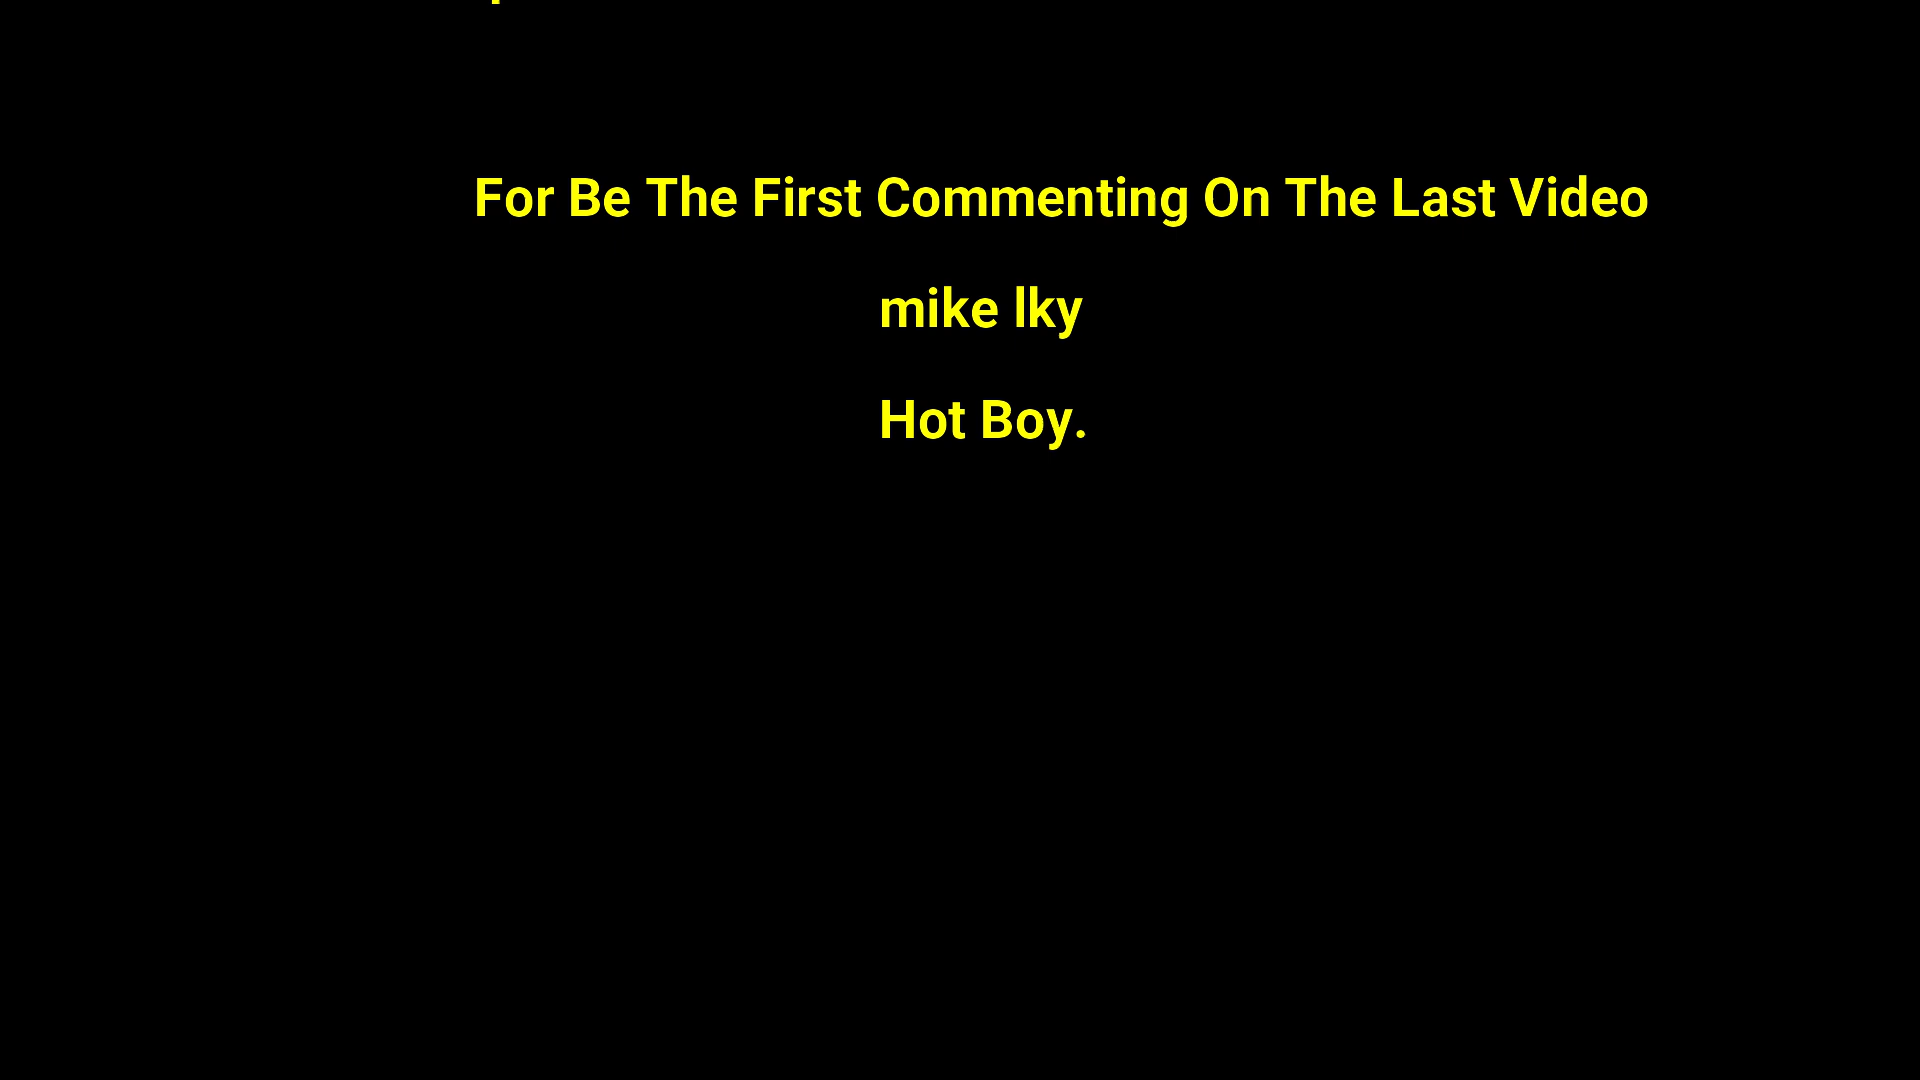 For Be The First Commenting On The Last Video
mike lky
Hot Boy.